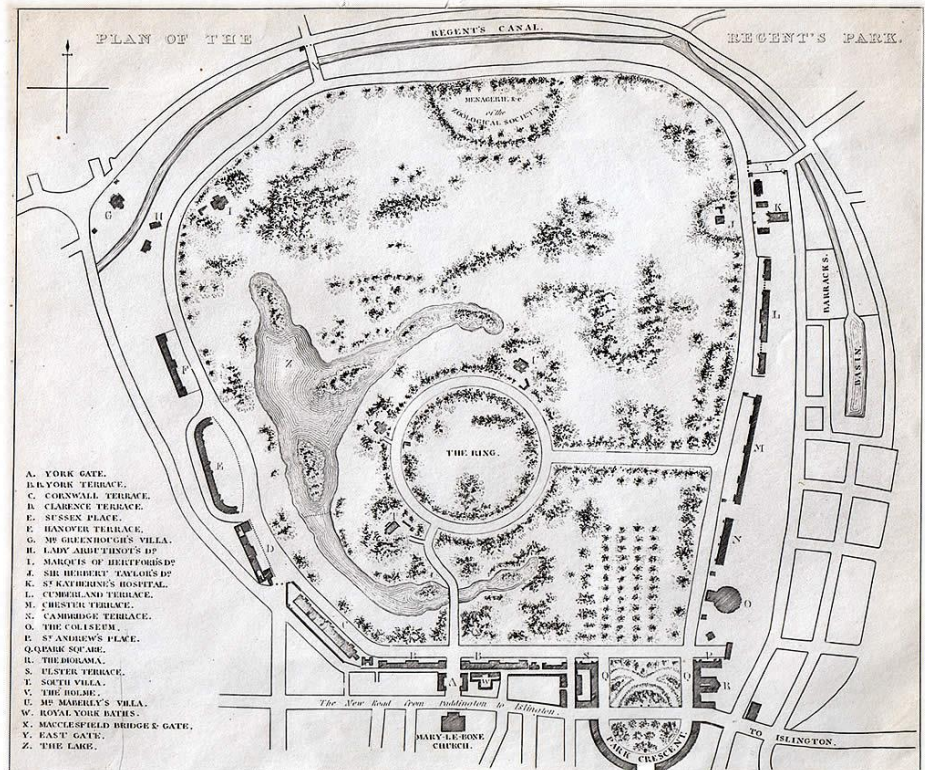 PLAN OF THE
REGENT'S CANAL.
REGENT'S PARK.
MENAGERIE &c
of the
ZOOLOGICAL SOCIETY
G
H
I
Y
K
J
BARRACKS.
L
Z
F
BASIN.
V
THE RING.
M
E
A. YORK GATE.
B.B. YORK TERRACE.
C. CORNWALL TERRACE.
D. CLARENCE TERRACE.
E. SUSSEX PLACE.
F. HANOVER TERRACE.
G. Mr. GREENHOUGH'S VILLA.
H. LADY ARBUTHNOT'S Do.
I. MARQUIS OF HERTFORD'S Do.
J. SIR HERBERT TAYLOR'S Do.
K. St. KATHERINE'S HOSPITAL.
L. CUMBERLAND TERRACE.
M. CHESTER TERRACE.
N. CAMBRIDGE TERRACE.
O. THE COLISEUM.
P. St. ANDREW'S PLACE.
Q.Q. PARK SQUARE.
R. THE DIORAMA.
S. ULSTER TERRACE.
T. SOUTH VILLA.
V. THE HOLME.
U. Mr. MABERLY'S VILLA.
W. ROYAL YORK BATHS.
X. MACCLESFIELD BRIDGE & GATE.
Y. EAST GATE.
Z. THE LAKE.
D
N
O
C
B
B
S
P
A
W
Q
Q
R
The New Road from Paddington to Islington.
MARY-LE-BONE
CHURCH.
PARK CRESCENT
TO ISLINGTON.